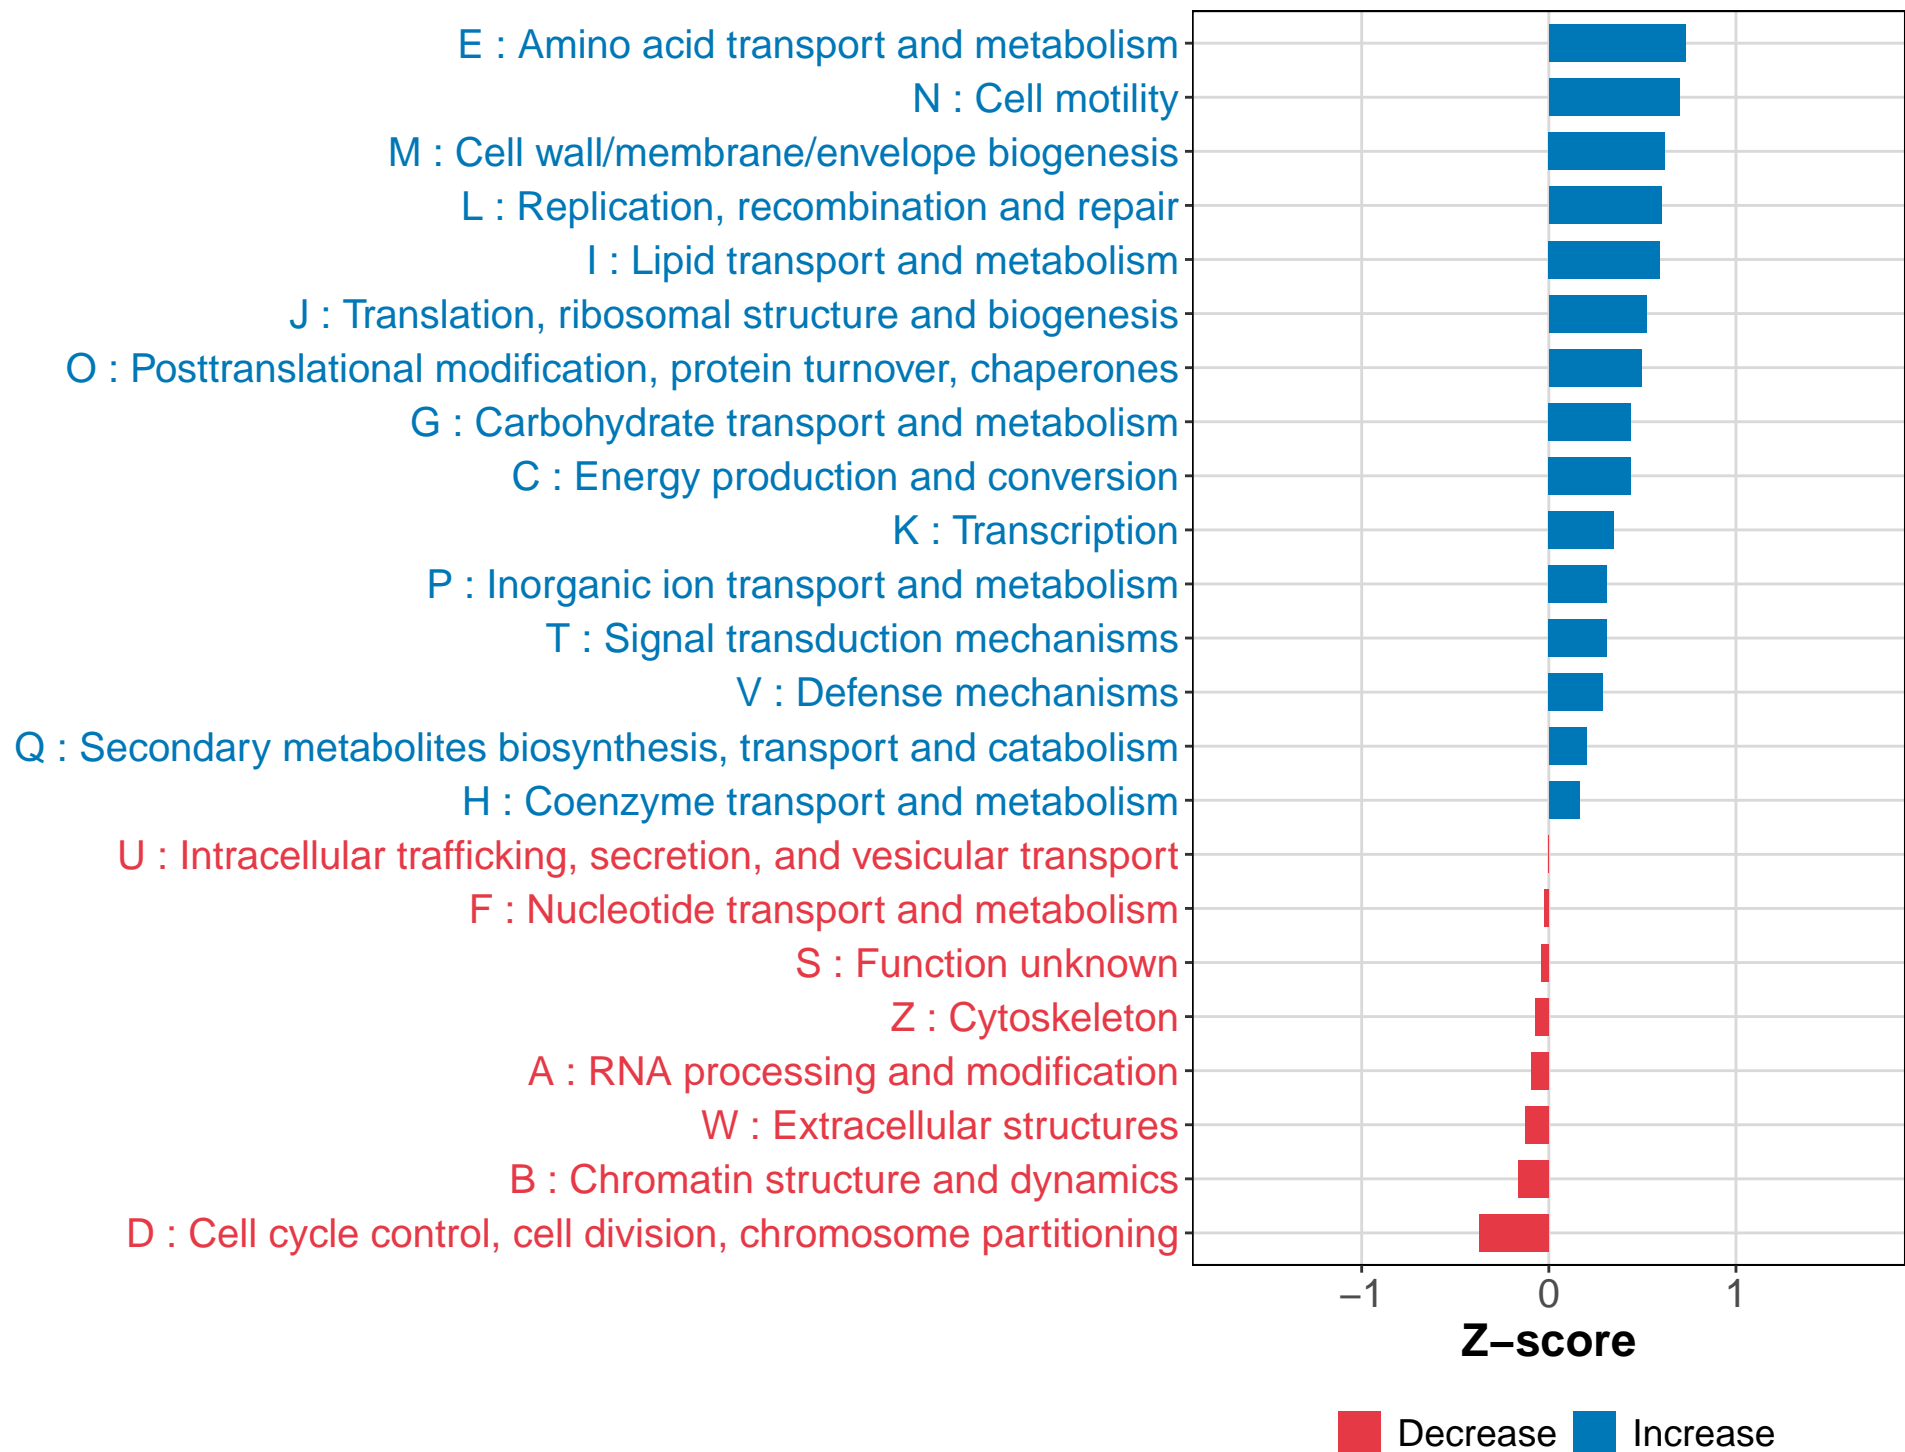 E : Amino acid transport and metabolism
N : Cell motility
M : Cell wall/membrane/envelope biogenesis
L : Replication, recombination and repair
I : Lipid transport and metabolism
J : Translation, ribosomal structure and biogenesis
O : Posttranslational modification, protein turnover, chaperones
G : Carbohydrate transport and metabolism
C : Energy production and conversion
K : Transcription
P : Inorganic ion transport and metabolism
T : Signal transduction mechanisms
V : Defense mechanisms
Q : Secondary metabolites biosynthesis, transport and catabolism
H : Coenzyme transport and metabolism
U : Intracellular trafficking, secretion, and vesicular transport
F : Nucleotide transport and metabolism
S : Function unknown
Z : Cytoskeleton
A : RNA processing and modification
W : Extracellular structures
B : Chromatin structure and dynamics
D : Cell cycle control, cell division, chromosome partitioning
−1 0 1
Z−score
Decrease Increase